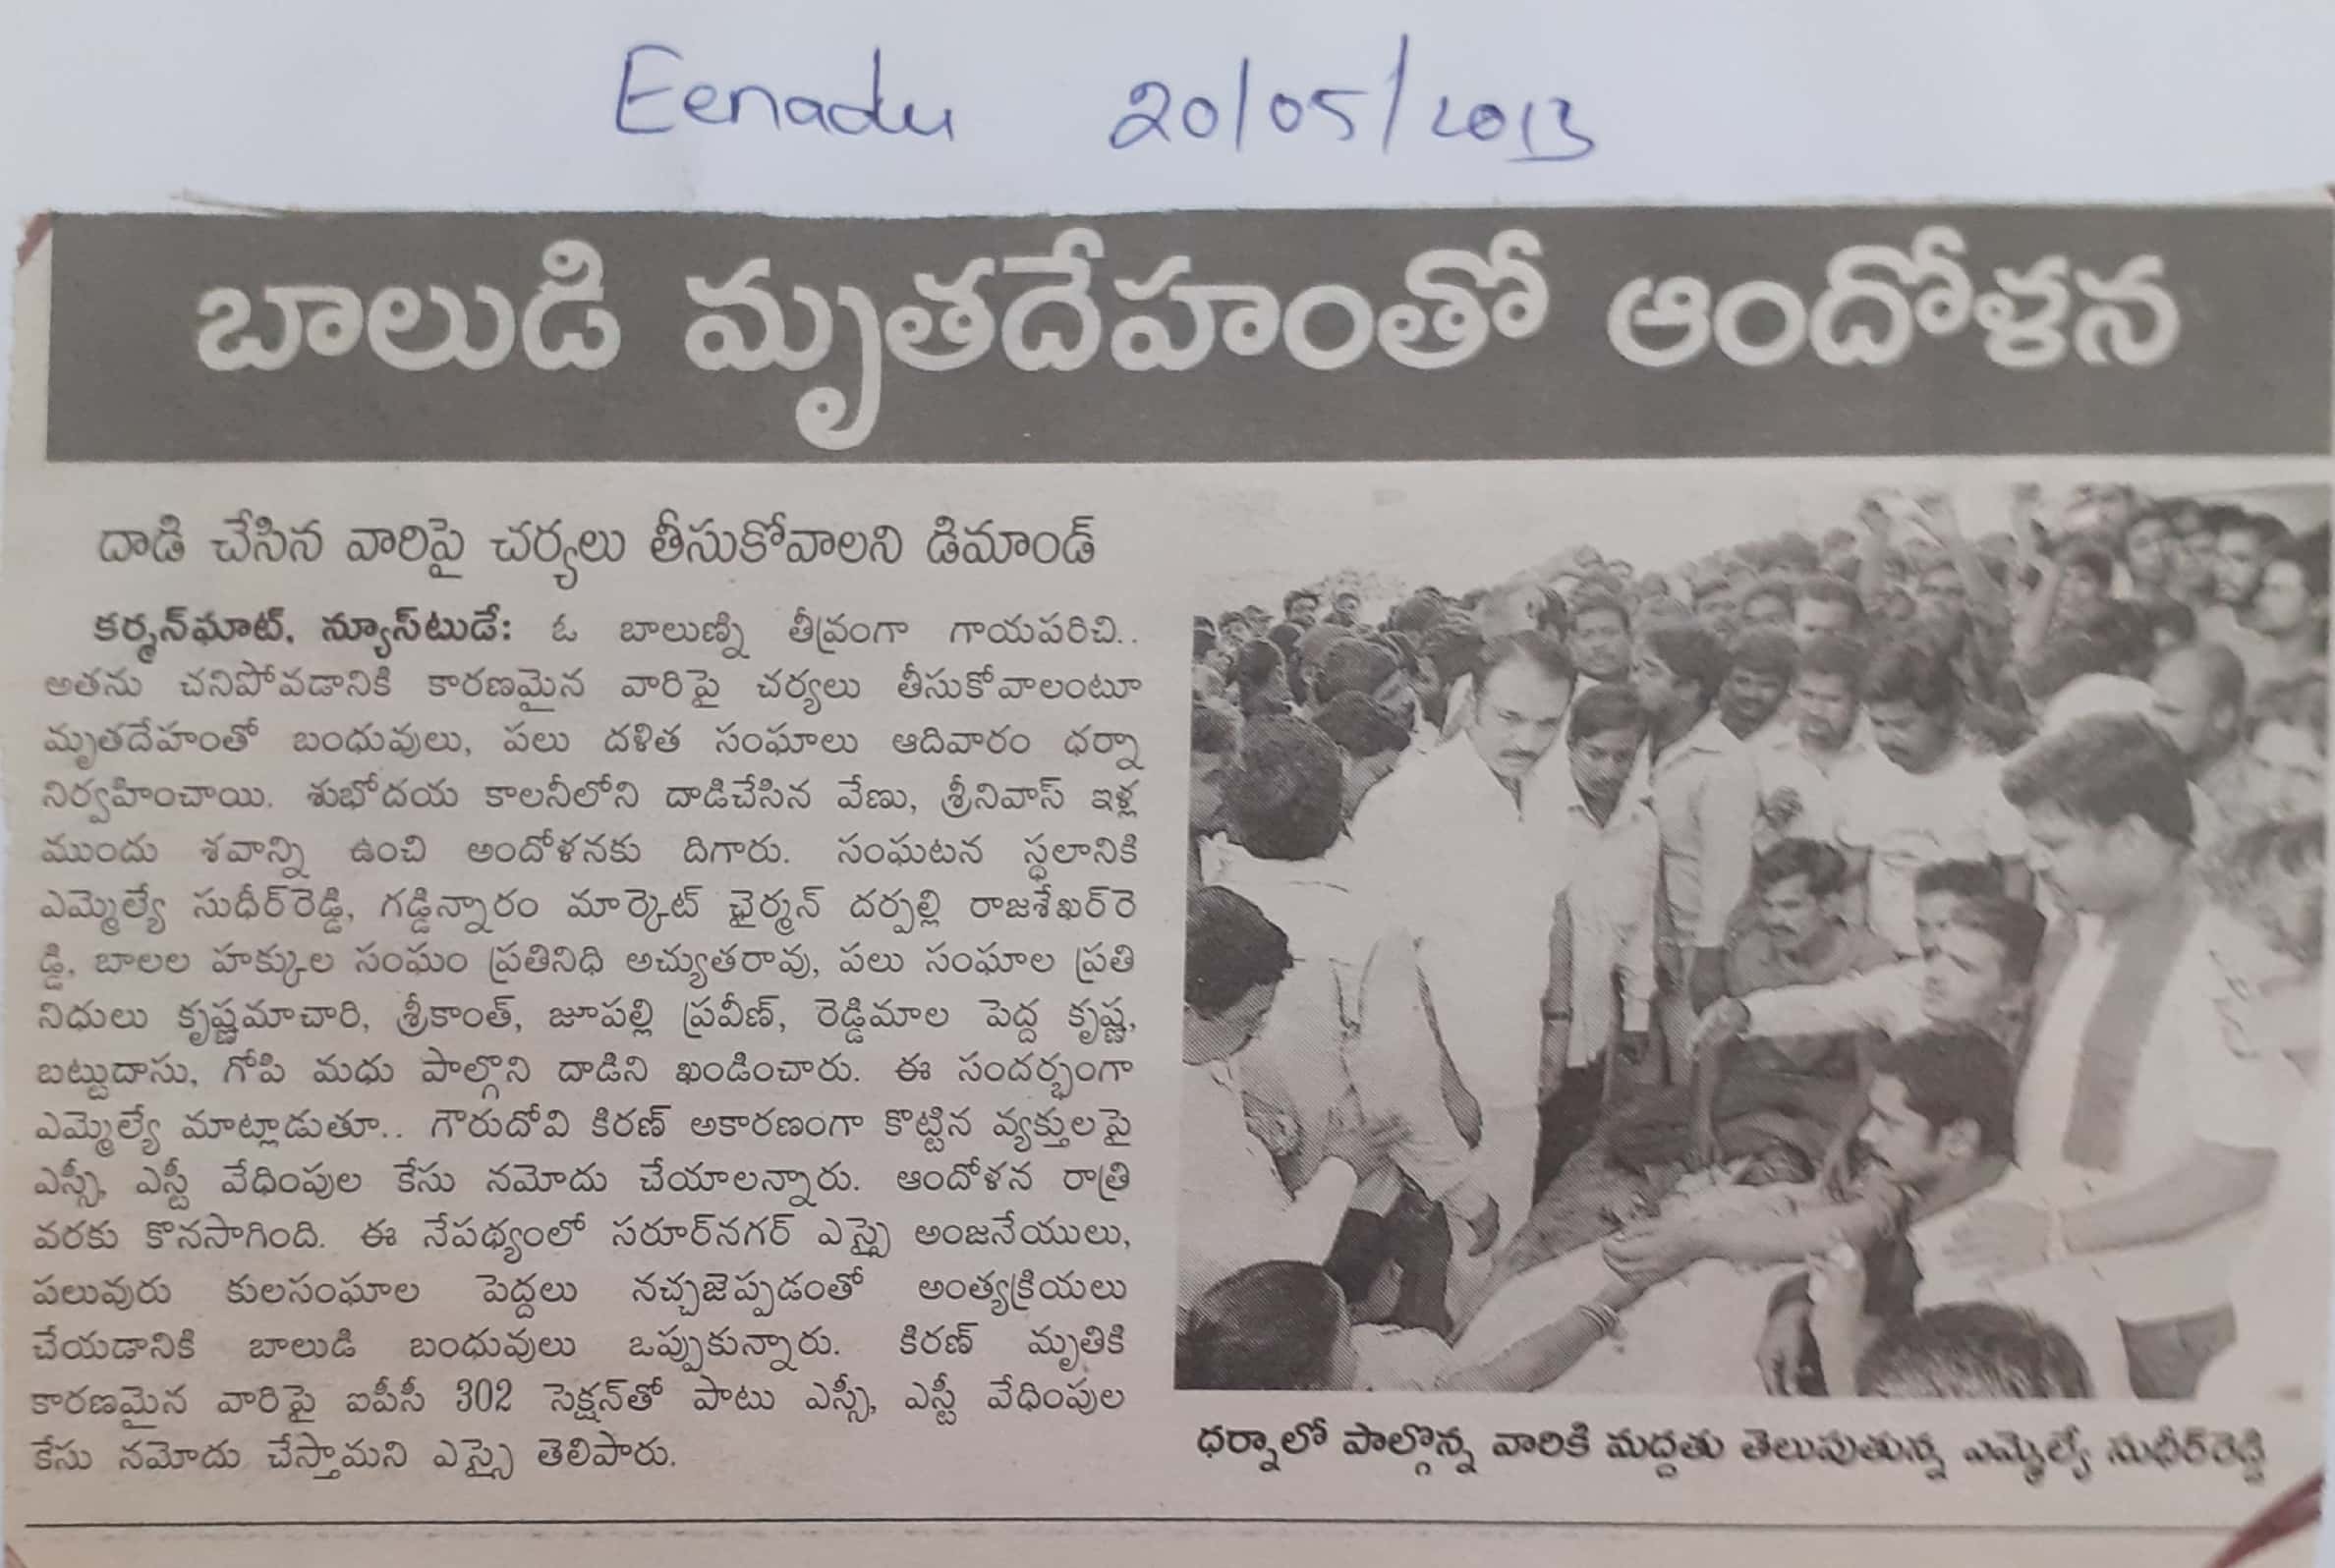 Eenadu 20/05/2013
బాలుడి మృతదేహంతో ఆందోళన
దాడి చేసిన వారిపై చర్యలు తీసుకోవాలని డిమాండ్
కర్మన్‌ఘాట్, న్యూస్‌టుడే: ఓ బాలుణ్ని తీవ్రంగా గాయపరిచి..
అతను చనిపోవడానికి కారణమైన వారిపై చర్యలు తీసుకోవాలంటూ
మృతదేహంతో బంధువులు, పలు దళిత సంఘాలు ఆదివారం ధర్నా
నిర్వహించాయి. శుభోదయ కాలనీలోని దాడిచేసిన వేణు, శ్రీనివాస్ ఇళ్ల
ముందు శవాన్ని ఉంచి అందోళనకు దిగారు. సంఘటన స్థలానికి
ఎమ్మెల్యే సుధీర్‌రెడ్డి, గడ్డిన్నారం మార్కెట్ ఛైర్మన్ దర్పల్లి రాజశేఖర్‌రె
డ్డి, బాలల హక్కుల సంఘం ప్రతినిధి అచ్యుతరావు, పలు సంఘాల ప్రతి
నిధులు కృష్ణమాచారి, శ్రీకాంత్, జూపల్లి ప్రవీణ్, రెడ్డిమాల పెద్ద కృష్ణ,
బట్టుదాసు, గోపి మధు పాల్గొని దాడిని ఖండించారు. ఈ సందర్భంగా
ఎమ్మెల్యే మాట్లాడుతూ.. గౌరుదోవి కిరణ్ అకారణంగా కొట్టిన వ్యక్తులపై
ఎస్సీ, ఎస్టీ వేధింపుల కేసు నమోదు చేయాలన్నారు. ఆందోళన రాత్రి
వరకు కొనసాగింది. ఈ నేపథ్యంలో సరూర్‌నగర్ ఎస్సై అంజనేయులు,
పలువురు కులసంఘాల పెద్దలు నచ్చజెప్పడంతో అంత్యక్రియలు
చేయడానికి బాలుడి బంధువులు ఒప్పుకున్నారు. కిరణ్ మృతికి
కారణమైన వారిపై ఐపీసీ 302 సెక్షన్‌తో పాటు ఎస్సీ, ఎస్టీ వేధింపుల
కేసు నమోదు చేస్తామని ఎస్సై తెలిపారు.
ధర్నాలో పాల్గొన్న వారికి మద్దతు తెలుపుతున్న ఎమ్మెల్యే సుధీర్‌రెడ్డి